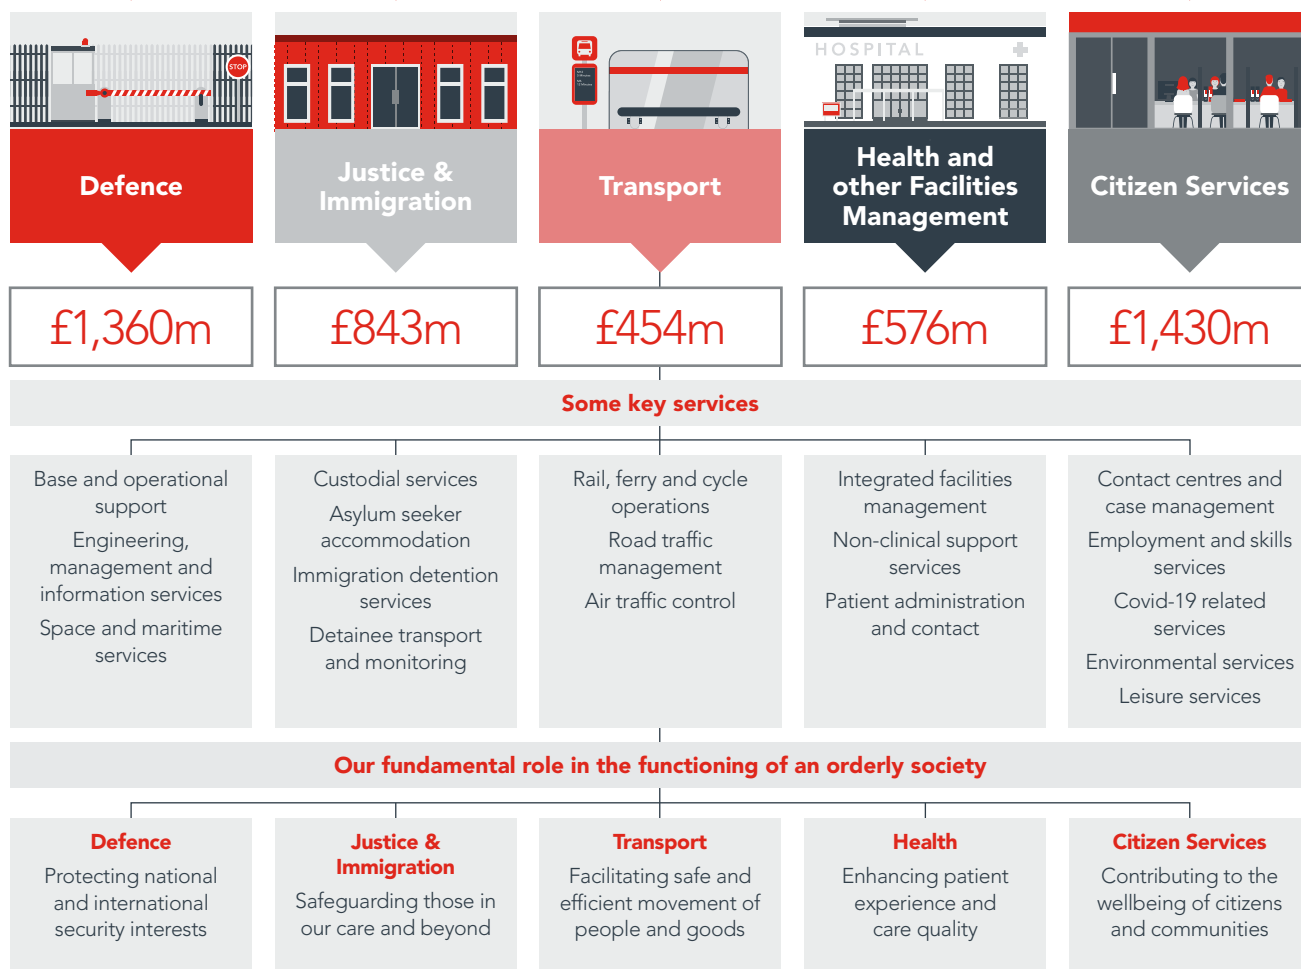 STOP
HOSPITAL
Defence
Justice &
Immigration
Transport
Health and
other Facilities
Management
Citizen Services
£1,360m
£843m
£454m
£576m
£1,430m
Some key services
Base and operational
support
Engineering,
management and
information services
Space and maritime
services
Custodial services
Asylum seeker
accommodation
Immigration detention
services
Detainee transport
and monitoring
Rail, ferry and cycle
operations
Road traffic
management
Air traffic control
Integrated facilities
management
Non-clinical support
services
Patient administration
and contact
Contact centres and
case management
Employment and skills
services
Covid-19 related
services
Environmental services
Leisure services
Our fundamental role in the functioning of an orderly society
Defence
Protecting national
and international
security interests
Justice &
Immigration
Safeguarding those in
our care and beyond
Transport
Facilitating safe and
efficient movement of
people and goods
Health
Enhancing patient
experience and
care quality
Citizen Services
Contributing to the
wellbeing of citizens
and communities